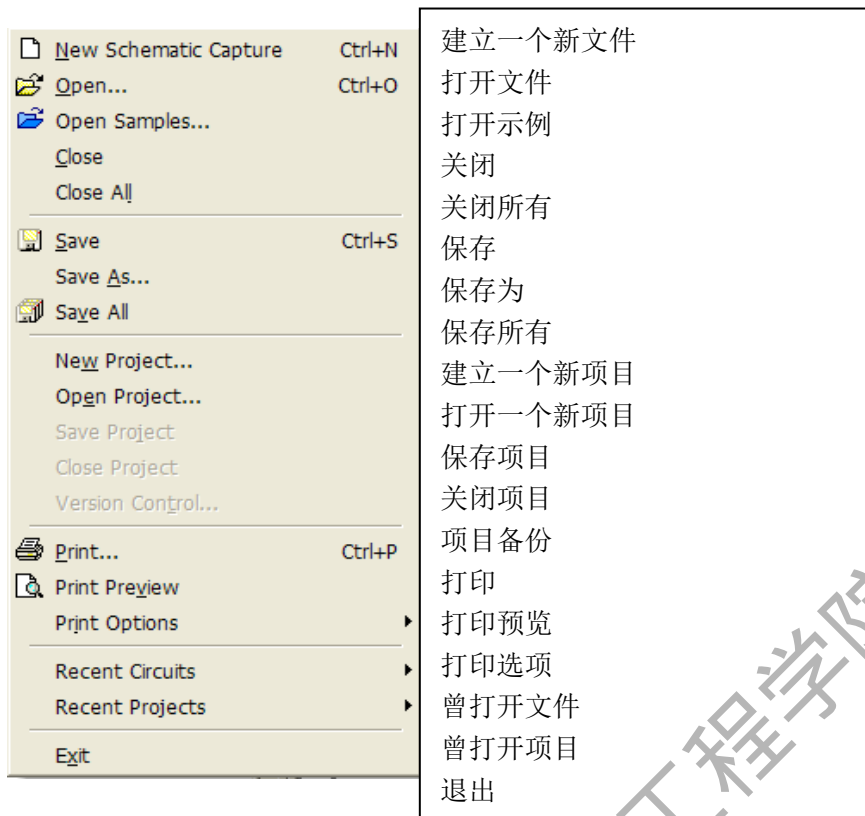 New Schematic Capture Ctrl+N
Open... Ctrl+O
Open Samples...
Close
Close All
Save Ctrl+S
Save As...
Save All
New Project...
Open Project...
Save Project
Close Project
Version Control...
Print... Ctrl+P
Print Preview
Print Options
Recent Circuits
Recent Projects
Exit
建立一个新文件
打开文件
打开示例
关闭
关闭所有
保存
保存为
保存所有
建立一个新项目
打开一个新项目
保存项目
关闭项目
项目备份
打印
打印预览
打印选项
曾打开文件
曾打开项目
退出
工程学院